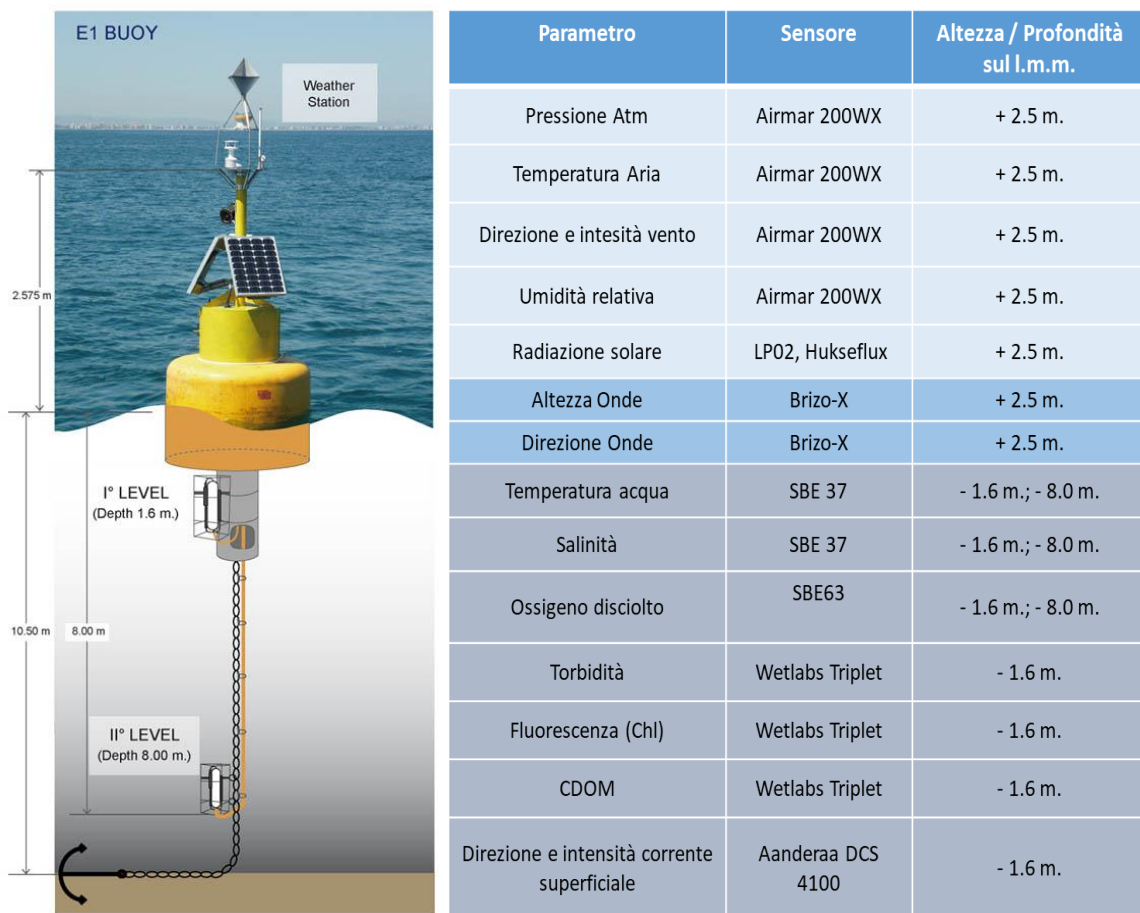 E1 BUOY
Weather
Station
2.575 m
I° LEVEL
(Depth 1.6 m.)
10.50 m
8.00 m
II° LEVEL
(Depth 8.00 m.)
Parametro Sensore Altezza / Profondità
sul l.m.m.
Pressione Atm Airmar 200WX + 2.5 m.
Temperatura Aria Airmar 200WX + 2.5 m.
Direzione e intesità vento Airmar 200WX + 2.5 m.
Umidità relativa Airmar 200WX + 2.5 m.
Radiazione solare LP02, Hukseflux + 2.5 m.
Altezza Onde Brizo-X + 2.5 m.
Direzione Onde Brizo-X + 2.5 m.
Temperatura acqua SBE 37 - 1.6 m.; - 8.0 m.
Salinità SBE 37 - 1.6 m.; - 8.0 m.
Ossigeno disciolto SBE63 - 1.6 m.; - 8.0 m.
Torbidità Wetlabs Triplet - 1.6 m.
Fluorescenza (Chl) Wetlabs Triplet - 1.6 m.
CDOM Wetlabs Triplet - 1.6 m.
Direzione e intensità corrente
superficiale Aanderaa DCS
4100 - 1.6 m.